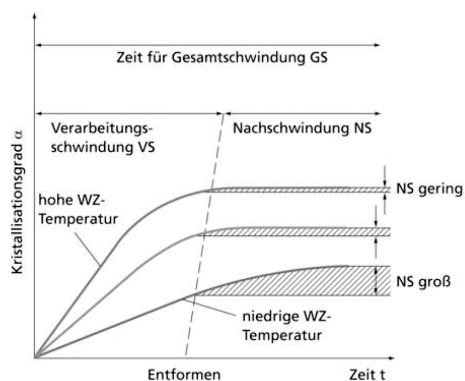 Zeit für Gesamtschwindung GS
Verarbeitungs-
schwindung VS
Nachschwindung NS
Kristallisationsgrad α
hohe WZ-
Temperatur
NS gering
NS groß
niedrige WZ-
Temperatur
Entformen
Zeit t